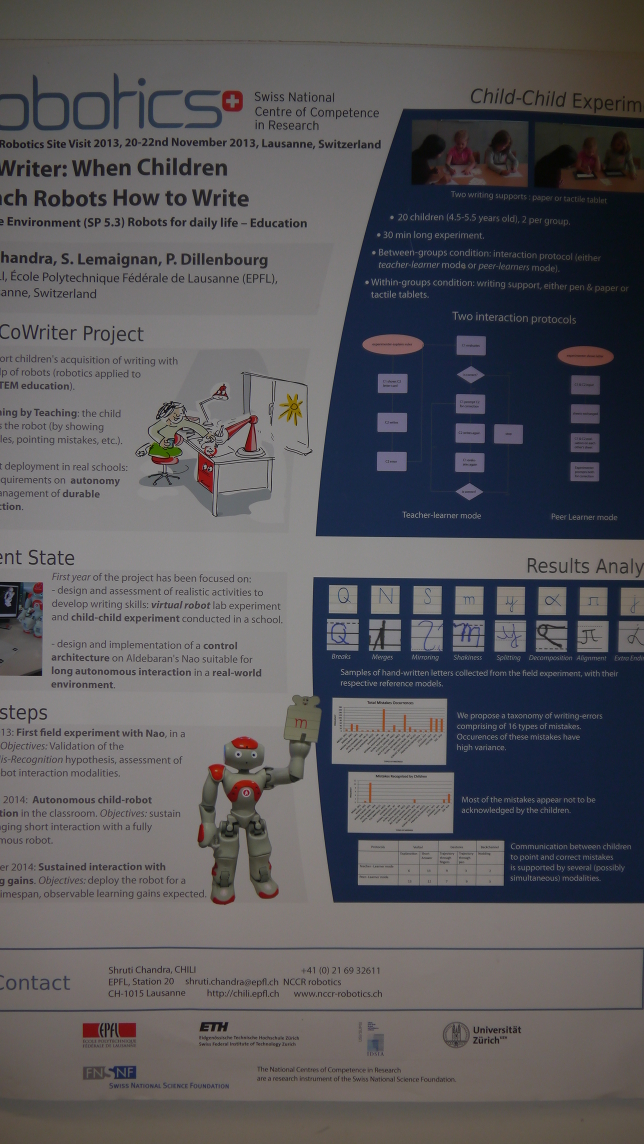 obotics
Swiss National
Centre of Competence
in Research
Robotics Site Visit 2013, 20-22nd November 2013, Lausanne, Switzerland
Writer: When Children
ach Robots How to Write
e Environment (SP 5.3) Robots for daily life – Education
handra, S. Lemaignan, P. Dillenbourg
I, École Polytechnique Fédérale de Lausanne (EPFL),
anne, Switzerland
CoWriter Project
ort children's acquisition of writing with
lp of robots (robotics applied to
TEM education).
ning by Teaching: the child
s the robot (by showing
les, pointing mistakes, etc.).
t deployment in real schools:
quirements on autonomy
anagement of durable
ction.
ent State
First year of the project has been focused on:
- design and assessment of realistic activities to
develop writing skills: virtual robot lab experiment
and child-child experiment conducted in a school.
- design and implementation of a control
architecture on Aldebaran's Nao suitable for
long autonomous interaction in a real-world
environment.
steps
13: First field experiment with Nao, in a
Objectives: Validation of the
is-Recognition hypothesis, assessment of
bot interaction modalities.
2014: Autonomous child-robot
tion in the classroom. Objectives: sustain
nging short interaction with a fully
mous robot.
er 2014: Sustained interaction with
g gains. Objectives: deploy the robot for a
timespan, observable learning gains expected.
m
Child-Child Experim
Two writing supports : paper or tactile tablet
• 20 children (4.5-5.5 years old), 2 per group.
• 30 min long experiment.
• Between-groups condition: interaction protocol (either
teacher-learner mode or peer-learners mode).
• Within-groups condition: writing support, either pen & paper or
tactile tablets.
Two interaction protocols
Teacher-learner mode
Peer Learner mode
Results Analy
Q N S m y α π
Q S m y α π
Breaks Merges Mirroring Shakiness Splitting Decomposition Alignment Extra Endin
Samples of hand-written letters collected from the field experiment, with their
respective reference models.
Total Mistakes Occurrences
We propose a taxonomy of writing-errors
comprising of 16 types of mistakes.
Occurences of these mistakes have
high variance.
Mistakes Recognized by Children
Most of the mistakes appear not to be
acknowledged by the children.
Communication between children
to point and correct mistakes
is supported by several (possibly
simultaneous) modalities.
Contact
Shruti Chandra, CHILI +41 (0) 21 69 32611
EPFL, Station 20 shruti.chandra@epfl.ch NCCR robotics
CH-1015 Lausanne http://chili.epfl.ch www.nccr-robotics.ch
EPFL
ÉCOLE POLYTECHNIQUE
FÉDÉRALE DE LAUSANNE
ETH
Eidgenössische Technische Hochschule Zürich
Swiss Federal Institute of Technology Zurich
IDSIA
Universität
Zürich
FNSNF
SWISS NATIONAL SCIENCE FOUNDATION
The National Centres of Competence in Research
are a research instrument of the Swiss National Science Foundation.